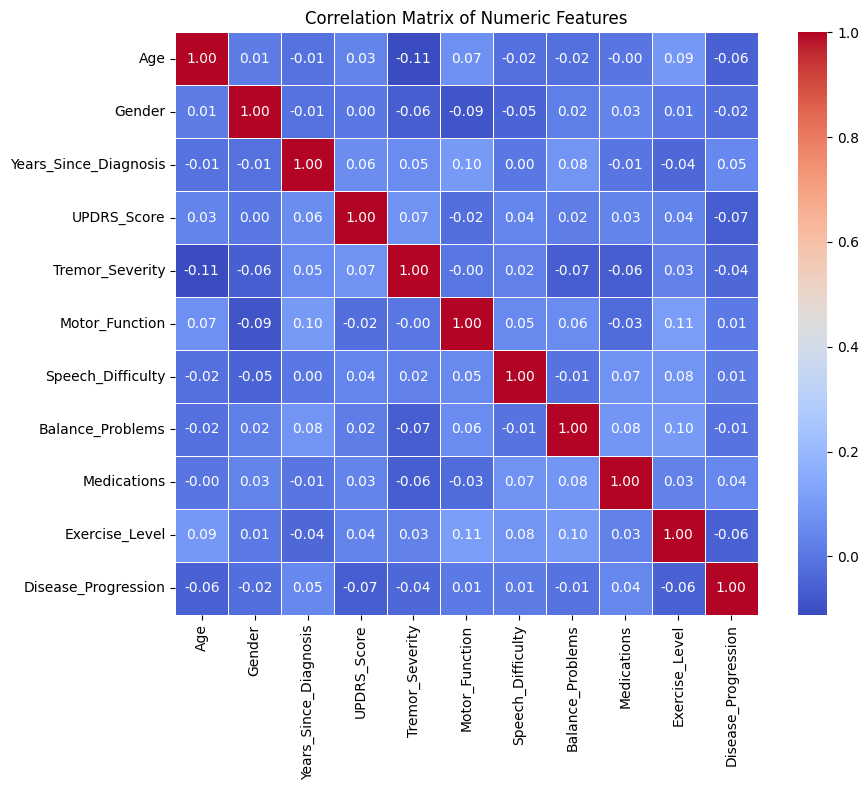 Correlation Matrix of Numeric Features
Age 1.00 0.01 -0.01 0.03 -0.11 0.07 -0.02 -0.02 -0.00 0.09 -0.06
Gender 0.01 1.00 -0.01 0.00 -0.06 -0.09 -0.05 0.02 0.03 0.01 -0.02
Years_Since_Diagnosis -0.01 -0.01 1.00 0.06 0.05 0.10 0.00 0.08 -0.01 -0.04 0.05
UPDRS_Score 0.03 0.00 0.06 1.00 0.07 -0.02 0.04 0.02 0.03 0.04 -0.07
Tremor_Severity -0.11 -0.06 0.05 0.07 1.00 -0.00 0.02 -0.07 -0.06 0.03 -0.04
Motor_Function 0.07 -0.09 0.10 -0.02 -0.00 1.00 0.05 0.06 -0.03 0.11 0.01
Speech_Difficulty -0.02 -0.05 0.00 0.04 0.02 0.05 1.00 -0.01 0.07 0.08 0.01
Balance_Problems -0.02 0.02 0.08 0.02 -0.07 0.06 -0.01 1.00 0.08 0.10 -0.01
Medications -0.00 0.03 -0.01 0.03 -0.06 -0.03 0.07 0.08 1.00 0.03 0.04
Exercise_Level 0.09 0.01 -0.04 0.04 0.03 0.11 0.08 0.10 0.03 1.00 -0.06
Disease_Progression -0.06 -0.02 0.05 -0.07 -0.04 0.01 0.01 -0.01 0.04 -0.06 1.00
Age
Gender
Years_Since_Diagnosis
UPDRS_Score
Tremor_Severity
Motor_Function
Speech_Difficulty
Balance_Problems
Medications
Exercise_Level
Disease_Progression
1.0
0.8
0.6
0.4
0.2
0.0